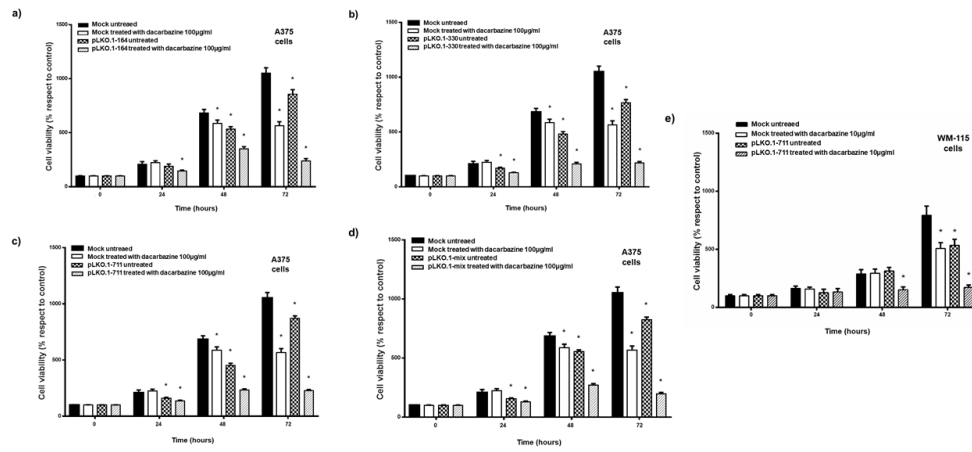 a)
Mock untreaed
Mock treated with dacarbazine 100µg/ml
pLKO.1-164 untreated
pLKO.1-164 treated with dacarbazine 100µg/ml
A375
cells
Cell viability (% respect to control)
1500
1000
500
0
* * * * * * *
0 24 48 72
Time (hours)
b)
Mock untreaed
Mock treated with dacarbazine 100µg/ml
pLKO.1-330 untreated
pLKO.1-330 treated with dacarbazine 100µg/ml
A375
cells
Cell viability (% respect to control)
1500
1000
500
0
* * * * * * * *
0 24 48 72
Time (hours)
c)
Mock untreaed
Mock treated with dacarbazine 100µg/ml
pLKO.1-711 untreated
pLKO.1-711 treated with dacarbazine 100µg/ml
A375
cells
Cell viability (% respect to control)
1500
1000
500
0
* * * * * * * *
0 24 48 72
Time (hours)
d)
Mock untreaed
Mock treated with dacarbazine 100µg/ml
pLKO.1-mix untreated
pLKO.1-mix treated with dacarbazine 100µg/ml
A375
cells
Cell viability (% respect to control)
1500
1000
500
0
* * * * * * * *
0 24 48 72
Time (hours)
e)
Mock untreaed
Mock treated with dacarbazine 10µg/ml
pLKO.1-711 untreated
pLKO.1-711 treated with dacarbazine 10µg/ml
WM-115
cells
Cell viability (% respect to control)
1500
1000
500
0
* * * *
0 24 48 72
Time (hours)